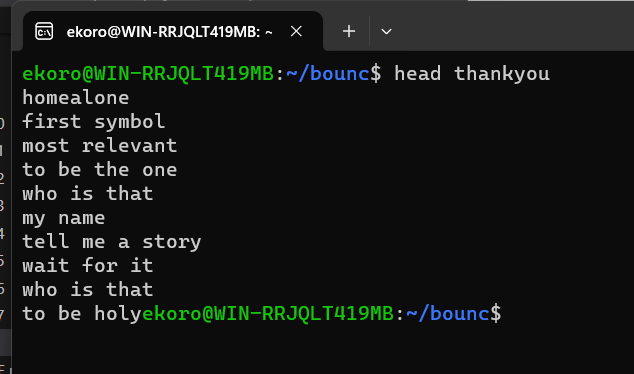 ekoro@WIN-RRJQLT419MB: ~
ekoro@WIN-RRJQLT419MB:~/bounc$ head thankyou
homealone
first symbol
most relevant
to be the one
who is that
my name
tell me a story
wait for it
who is that
to be holyekoro@WIN-RRJQLT419MB:~/bounc$